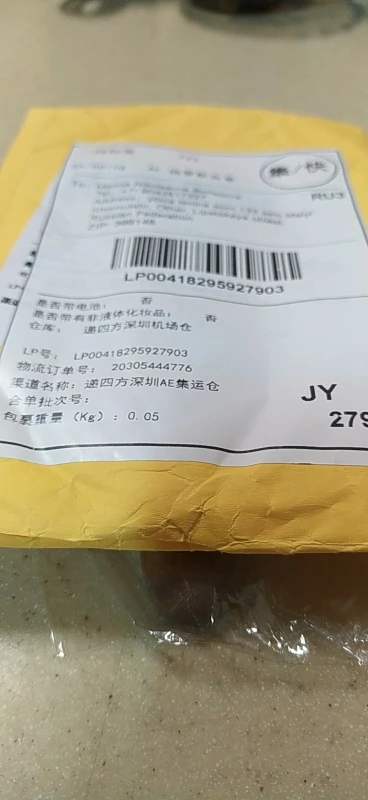 集/快
To:
RU3
Russian Federation
LP00418295927903
是否带电池： 否
是否带有非液体化妆品： 否
仓库： 递四方深圳机场仓
LP号： LP00418295927903
物流订单号： 20305444776
渠道名称：递四方深圳AE集运仓
合单批次号：
包裹重量（Kg）：0.05
JY
279